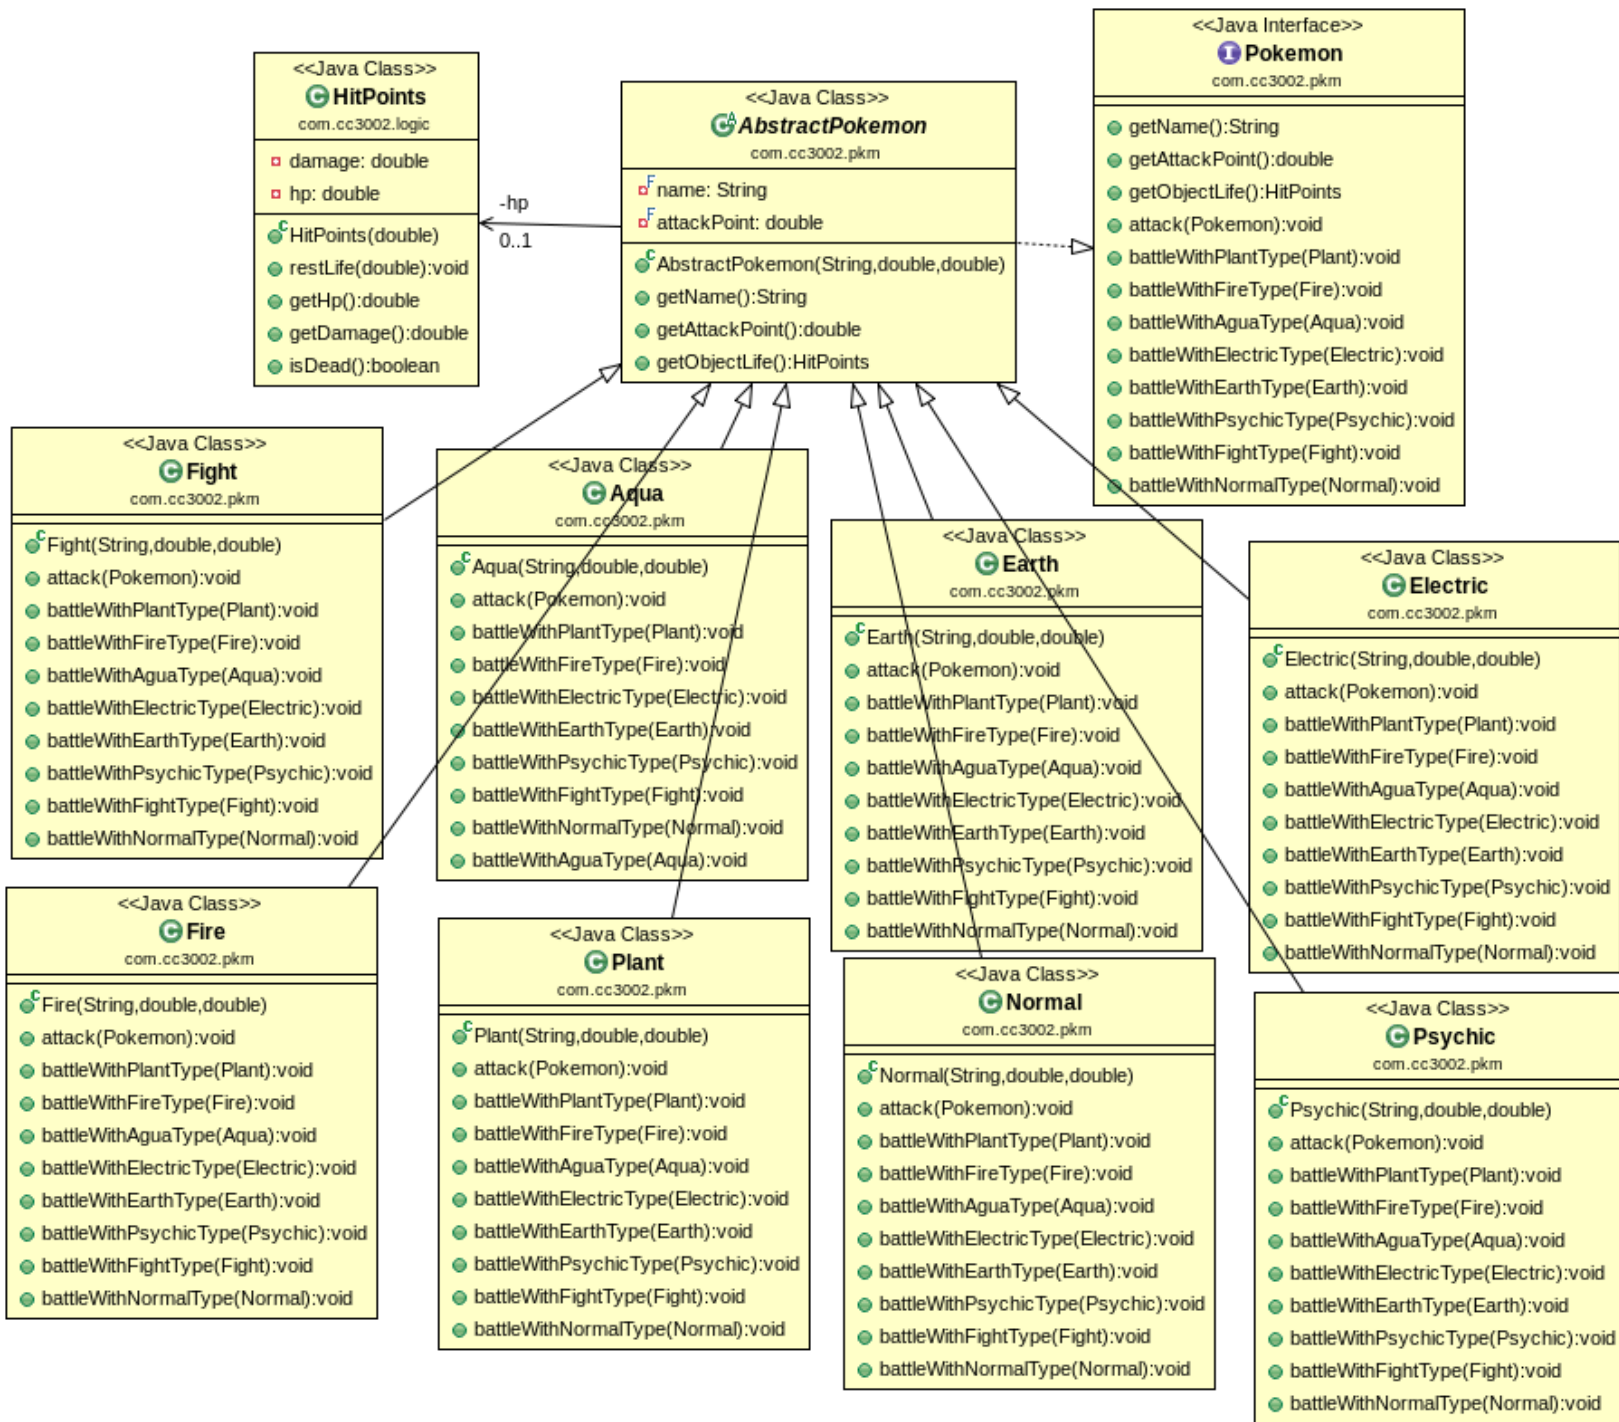 <<Java Class>>
HitPoints
com.cc3002.logic
damage: double
hp: double
HitPoints(double)
restLife(double):void
getHp():double
getDamage():double
isDead():boolean
-hp
0..1
<<Java Class>>
AbstractPokemon
com.cc3002.pkm
name: String
attackPoint: double
AbstractPokemon(String,double,double)
getName():String
getAttackPoint():double
getObjectLife():HitPoints
<<Java Interface>>
Pokemon
com.cc3002.pkm
getName():String
getAttackPoint():double
getObjectLife():HitPoints
attack(Pokemon):void
battleWithPlantType(Plant):void
battleWithFireType(Fire):void
battleWithAguaType(Aqua):void
battleWithElectricType(Electric):void
battleWithEarthType(Earth):void
battleWithPsychicType(Psychic):void
battleWithFightType(Fight):void
battleWithNormalType(Normal):void
<<Java Class>>
Fight
com.cc3002.pkm
Fight(String,double,double)
attack(Pokemon):void
battleWithPlantType(Plant):void
battleWithFireType(Fire):void
battleWithAguaType(Aqua):void
battleWithElectricType(Electric):void
battleWithEarthType(Earth):void
battleWithPsychicType(Psychic):void
battleWithFightType(Fight):void
battleWithNormalType(Normal):void
<<Java Class>>
Aqua
com.cc3002.pkm
Aqua(String,double,double)
attack(Pokemon):void
battleWithPlantType(Plant):void
battleWithFireType(Fire):void
battleWithElectricType(Electric):void
battleWithEarthType(Earth):void
battleWithPsychicType(Psychic):void
battleWithFightType(Fight):void
battleWithNormalType(Normal):void
battleWithAguaType(Aqua):void
<<Java Class>>
Earth
com.cc3002.pkm
Earth(String,double,double)
attack(Pokemon):void
battleWithPlantType(Plant):void
battleWithFireType(Fire):void
battleWithAguaType(Aqua):void
battleWithElectricType(Electric):void
battleWithEarthType(Earth):void
battleWithPsychicType(Psychic):void
battleWithFightType(Fight):void
battleWithNormalType(Normal):void
<<Java Class>>
Electric
com.cc3002.pkm
Electric(String,double,double)
attack(Pokemon):void
battleWithPlantType(Plant):void
battleWithFireType(Fire):void
battleWithAguaType(Aqua):void
battleWithElectricType(Electric):void
battleWithEarthType(Earth):void
battleWithPsychicType(Psychic):void
battleWithFightType(Fight):void
battleWithNormalType(Normal):void
<<Java Class>>
Fire
com.cc3002.pkm
Fire(String,double,double)
attack(Pokemon):void
battleWithPlantType(Plant):void
battleWithFireType(Fire):void
battleWithAguaType(Aqua):void
battleWithElectricType(Electric):void
battleWithEarthType(Earth):void
battleWithPsychicType(Psychic):void
battleWithFightType(Fight):void
battleWithNormalType(Normal):void
<<Java Class>>
Plant
com.cc3002.pkm
Plant(String,double,double)
attack(Pokemon):void
battleWithPlantType(Plant):void
battleWithFireType(Fire):void
battleWithAguaType(Aqua):void
battleWithElectricType(Electric):void
battleWithEarthType(Earth):void
battleWithPsychicType(Psychic):void
battleWithFightType(Fight):void
battleWithNormalType(Normal):void
<<Java Class>>
Normal
com.cc3002.pkm
Normal(String,double,double)
attack(Pokemon):void
battleWithPlantType(Plant):void
battleWithFireType(Fire):void
battleWithAguaType(Aqua):void
battleWithElectricType(Electric):void
battleWithEarthType(Earth):void
battleWithPsychicType(Psychic):void
battleWithFightType(Fight):void
battleWithNormalType(Normal):void
<<Java Class>>
Psychic
com.cc3002.pkm
Psychic(String,double,double)
attack(Pokemon):void
battleWithPlantType(Plant):void
battleWithFireType(Fire):void
battleWithAguaType(Aqua):void
battleWithElectricType(Electric):void
battleWithEarthType(Earth):void
battleWithPsychicType(Psychic):void
battleWithFightType(Fight):void
battleWithNormalType(Normal):void